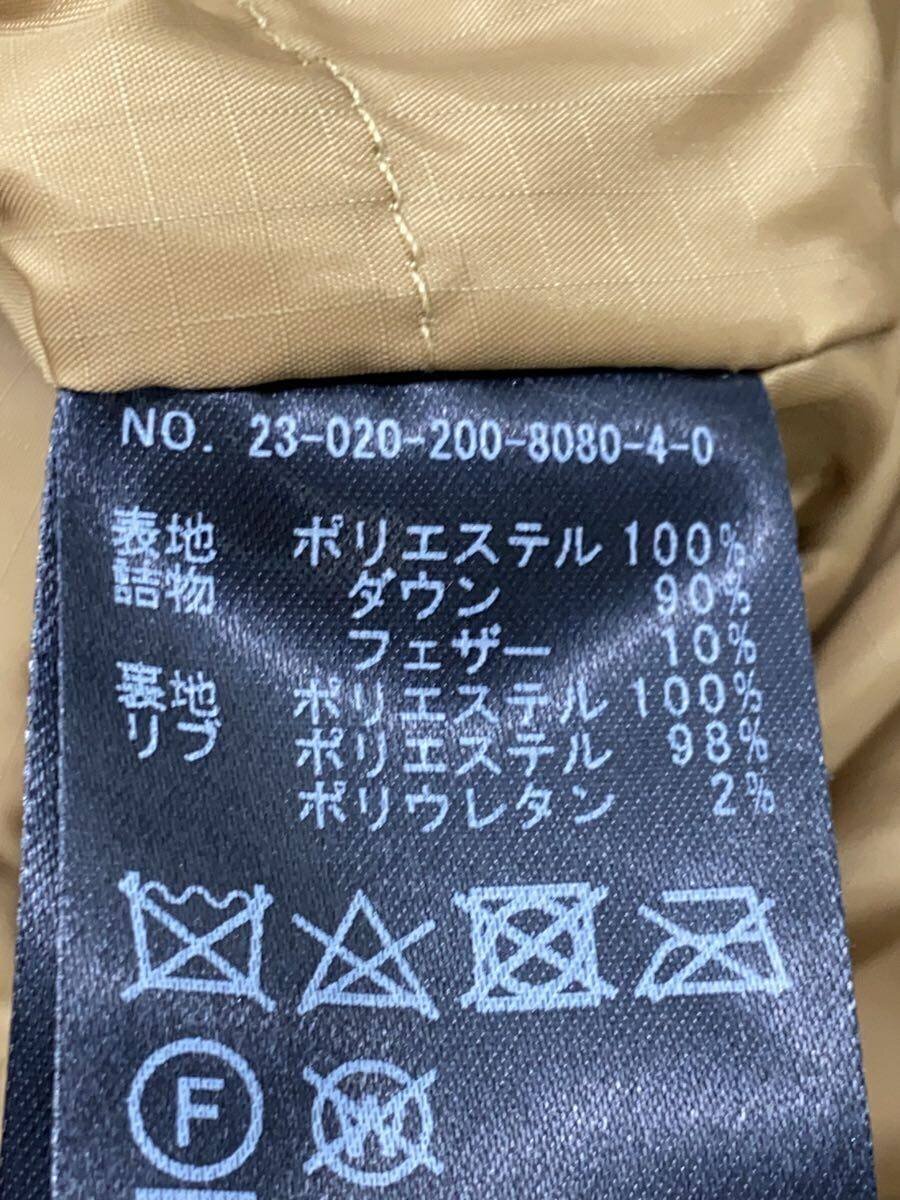 NO. 23-020-200-8080-4-0
表地 ポリエステル 100%
詰物 ダウン 90%
フェザー 10%
裏地 ポリエステル 100%
リブ ポリエステル 98%
ポリウレタン 2%
F
W